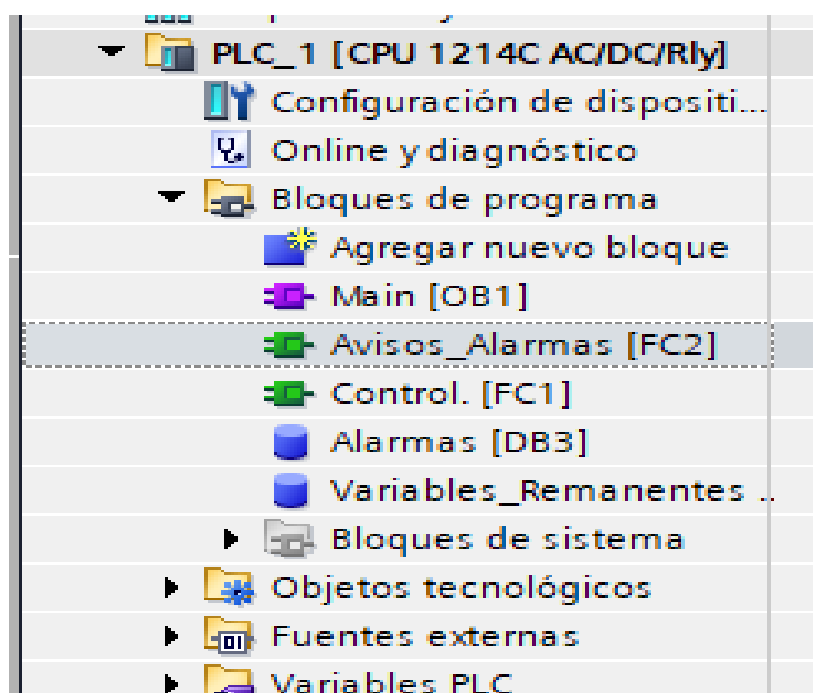 PLC_1 [CPU 1214C AC/DC/Rly]
Configuración de dispositi...
Online y diagnóstico
Bloques de programa
Agregar nuevo bloque
Main [OB1]
Avisos_Alarmas [FC2]
Control. [FC1]
Alarmas [DB3]
Variables_Remanentes ..
Bloques de sistema
Objetos tecnológicos
Fuentes externas
Variables PLC